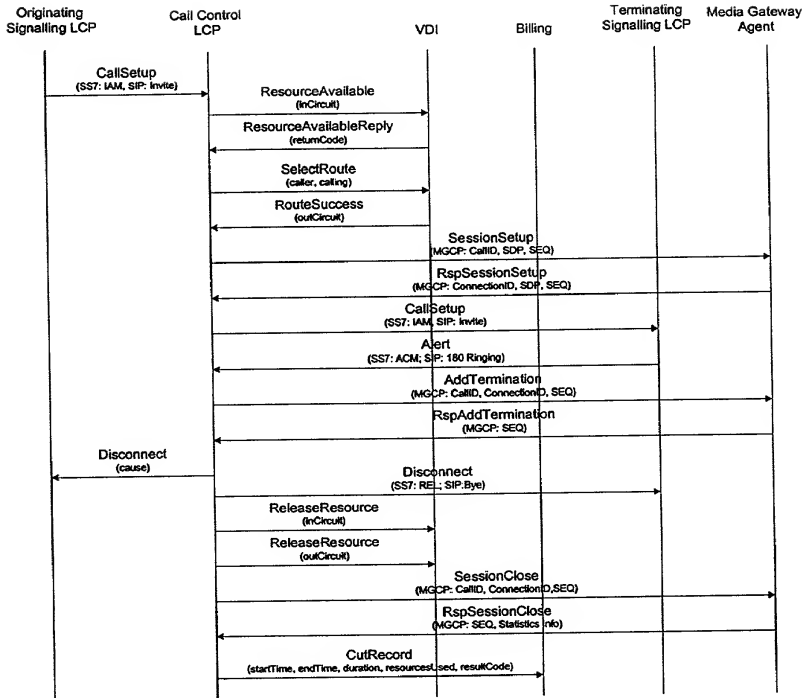 Originating
Signalling LCP
Call Control
LCP
VDI
Billing
Terminating
Signalling LCP
Media Gateway
Agent
CallSetup
(SS7: IAM, SIP: Invite)
ResourceAvailable
(inCircuit)
ResourceAvailableReply
(returnCode)
SelectRoute
(caller, calling)
RouteSuccess
(outCircuit)
SessionSetup
(MGCP: CallID, SDP, SEQ)
RspSessionSetup
(MGCP: ConnectionID, SDP, SEQ)
CallSetup
(SS7: IAM, SIP: Invite)
Alert
(SS7: ACM; SIP: 180 Ringing)
AddTermination
(MGCP: CallID, ConnectionID, SEQ)
RspAddTermination
(MGCP: SEQ)
Disconnect
(cause)
Disconnect
(SS7: REL; SIP:Bye)
ReleaseResource
(inCircuit)
ReleaseResource
(outCircuit)
SessionClose
(MGCP: CallID, ConnectionID,SEQ)
RspSessionClose
(MGCP: SEQ, Statistics Info)
CutRecord
(startTime, endTime, duration, resourcesUsed, resultCode)